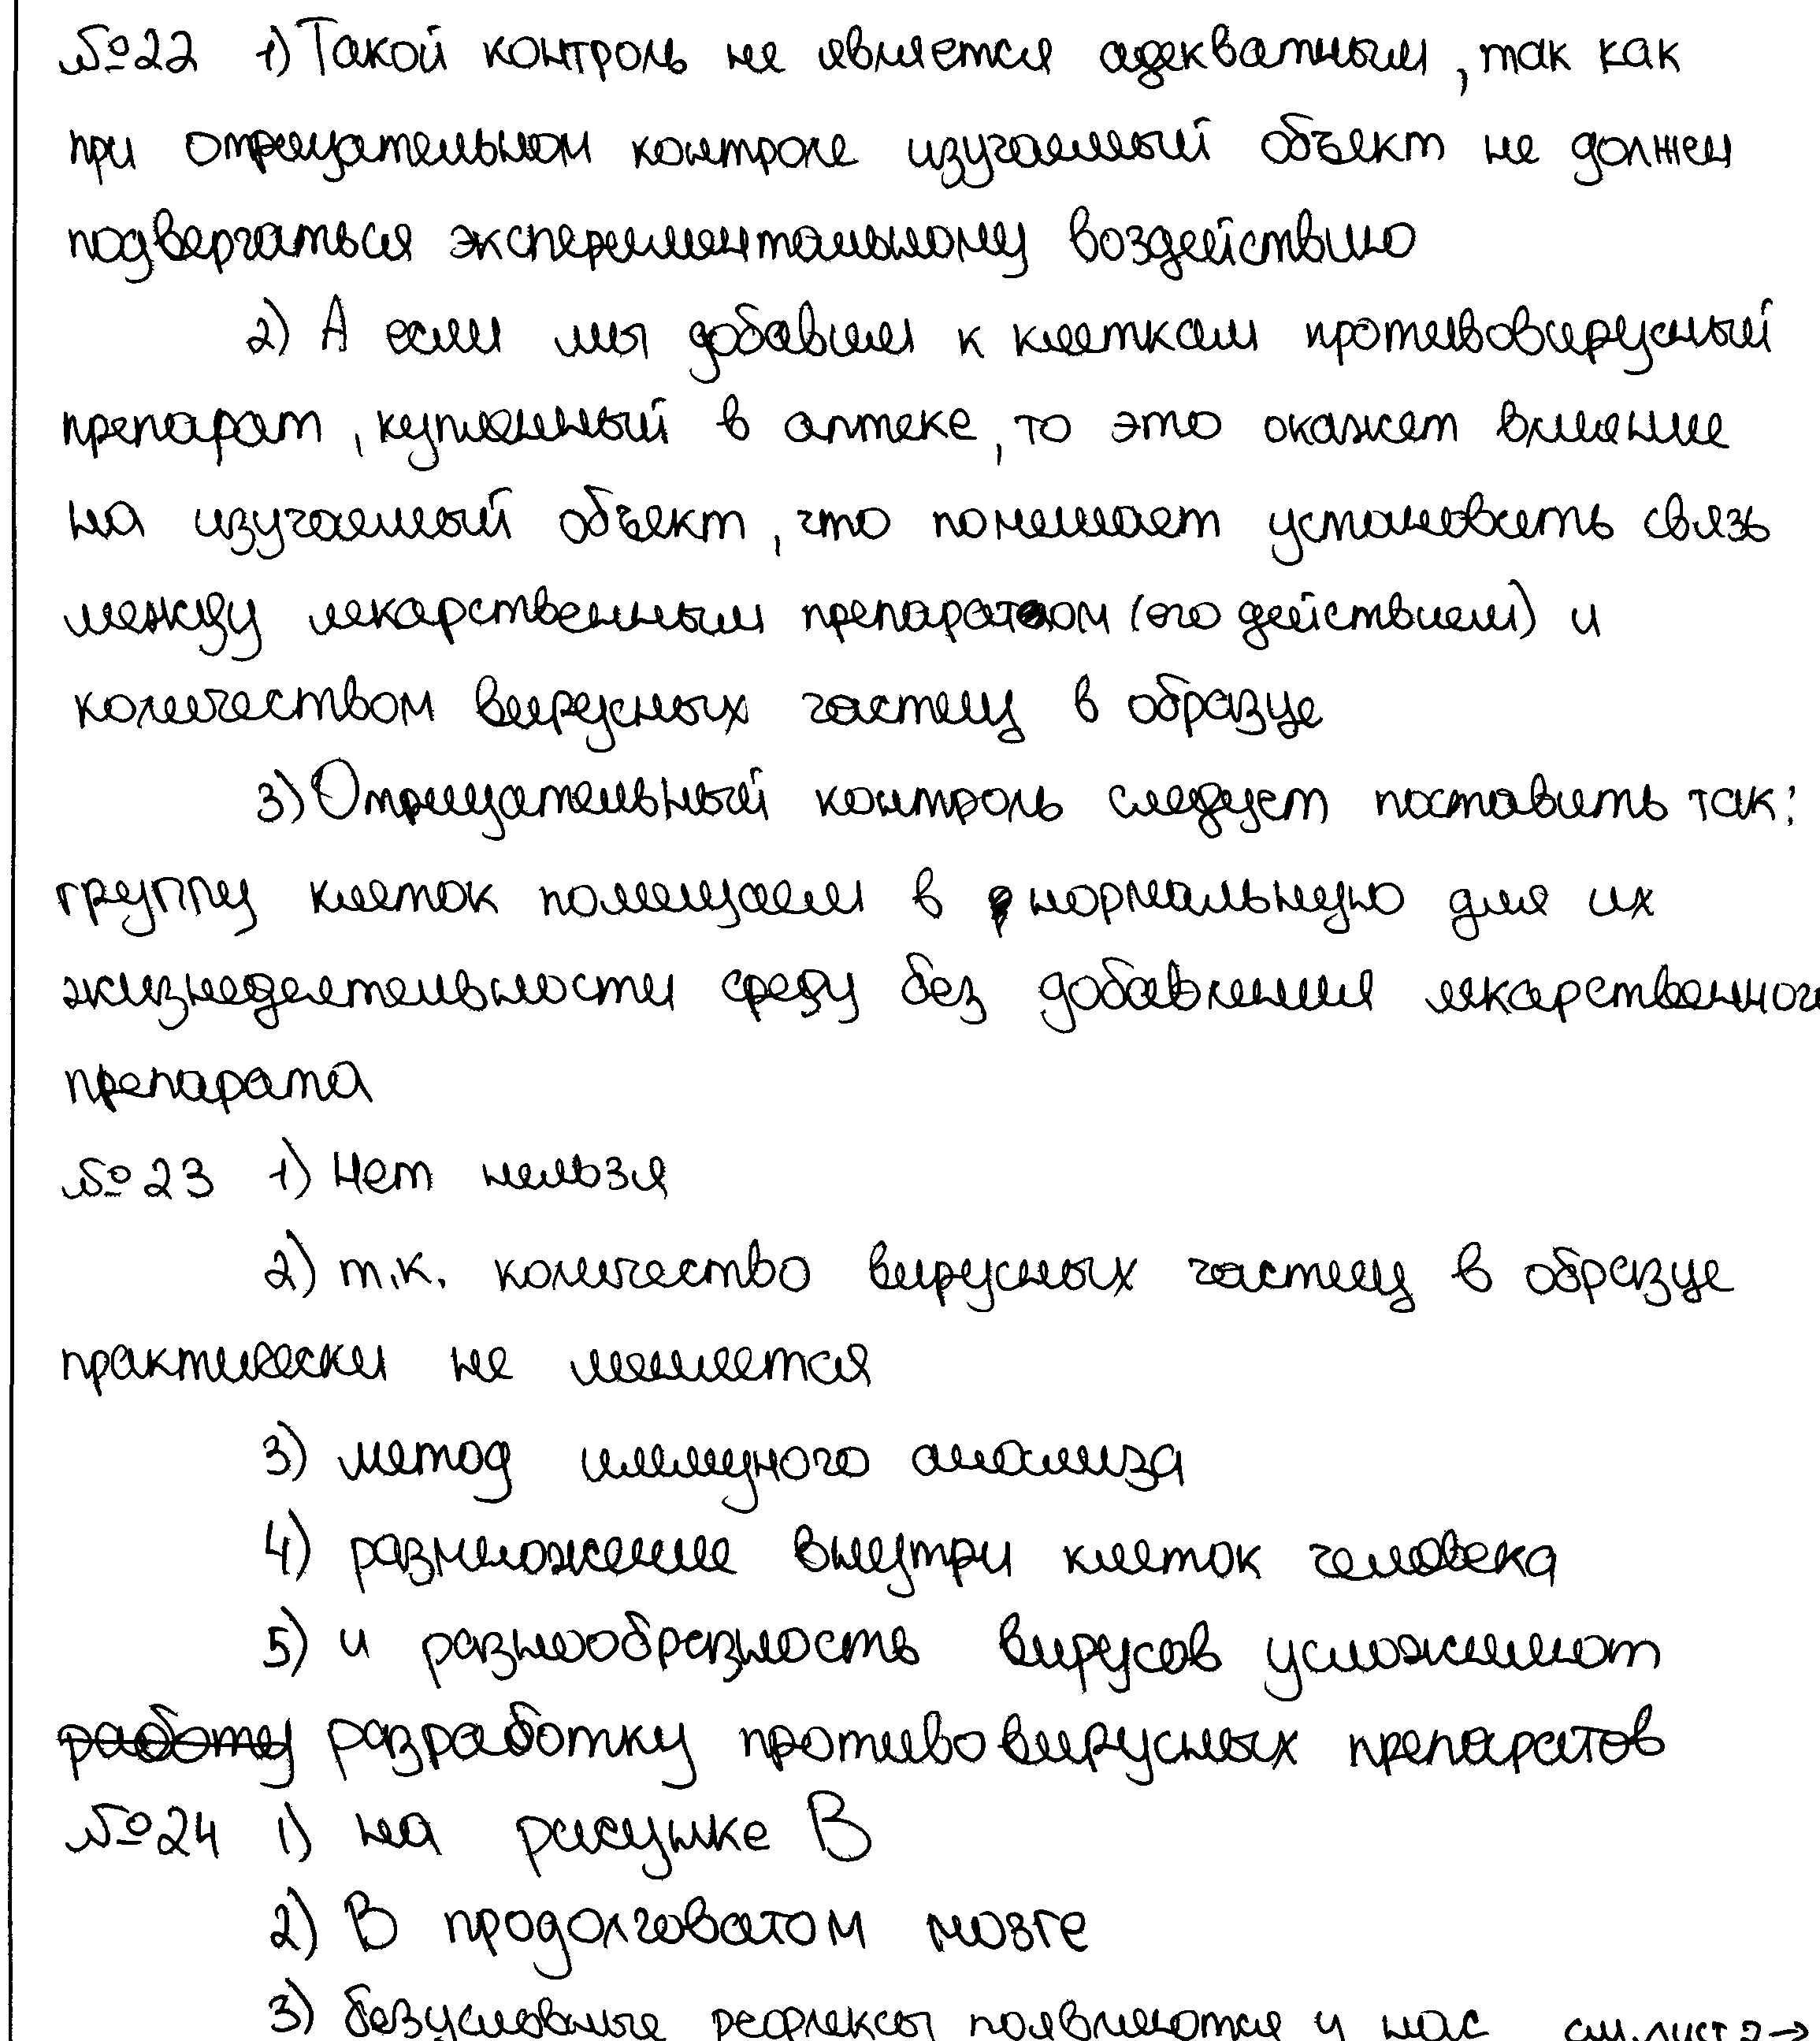 №22 1) Такой контроль не является адекватным, так как
при отрицательном контроле изучаемый объект не должен
подвергаться экспериментальному воздействию
2) А если мы добавим к клеткам противовирусный
препарат, купленный в аптеке, то это окажет влияние
на изучаемый объект, что помешает установить связь
между лекарственным препаратом (его действием) и
количеством вирусных частиц в образце
3) Отрицательный контроль следует поставить так:
группу клеток помещаем в нормальную для их
жизнедеятельности среду без добавления лекарственного
препарата
№23 1) Нет нельзя
2) т.к. количество вирусных частиц в образце
практически не меняется
3) метод имунного анализа
4) размножение внутри клеток человека
5) и разнообразность вирусов усложняют
работу разработку противовирусных препаратов
№24 1) на рисунке В
2) В продолговатом мозге
3) безусловные рефлексы появляются у нас см. лист 2→